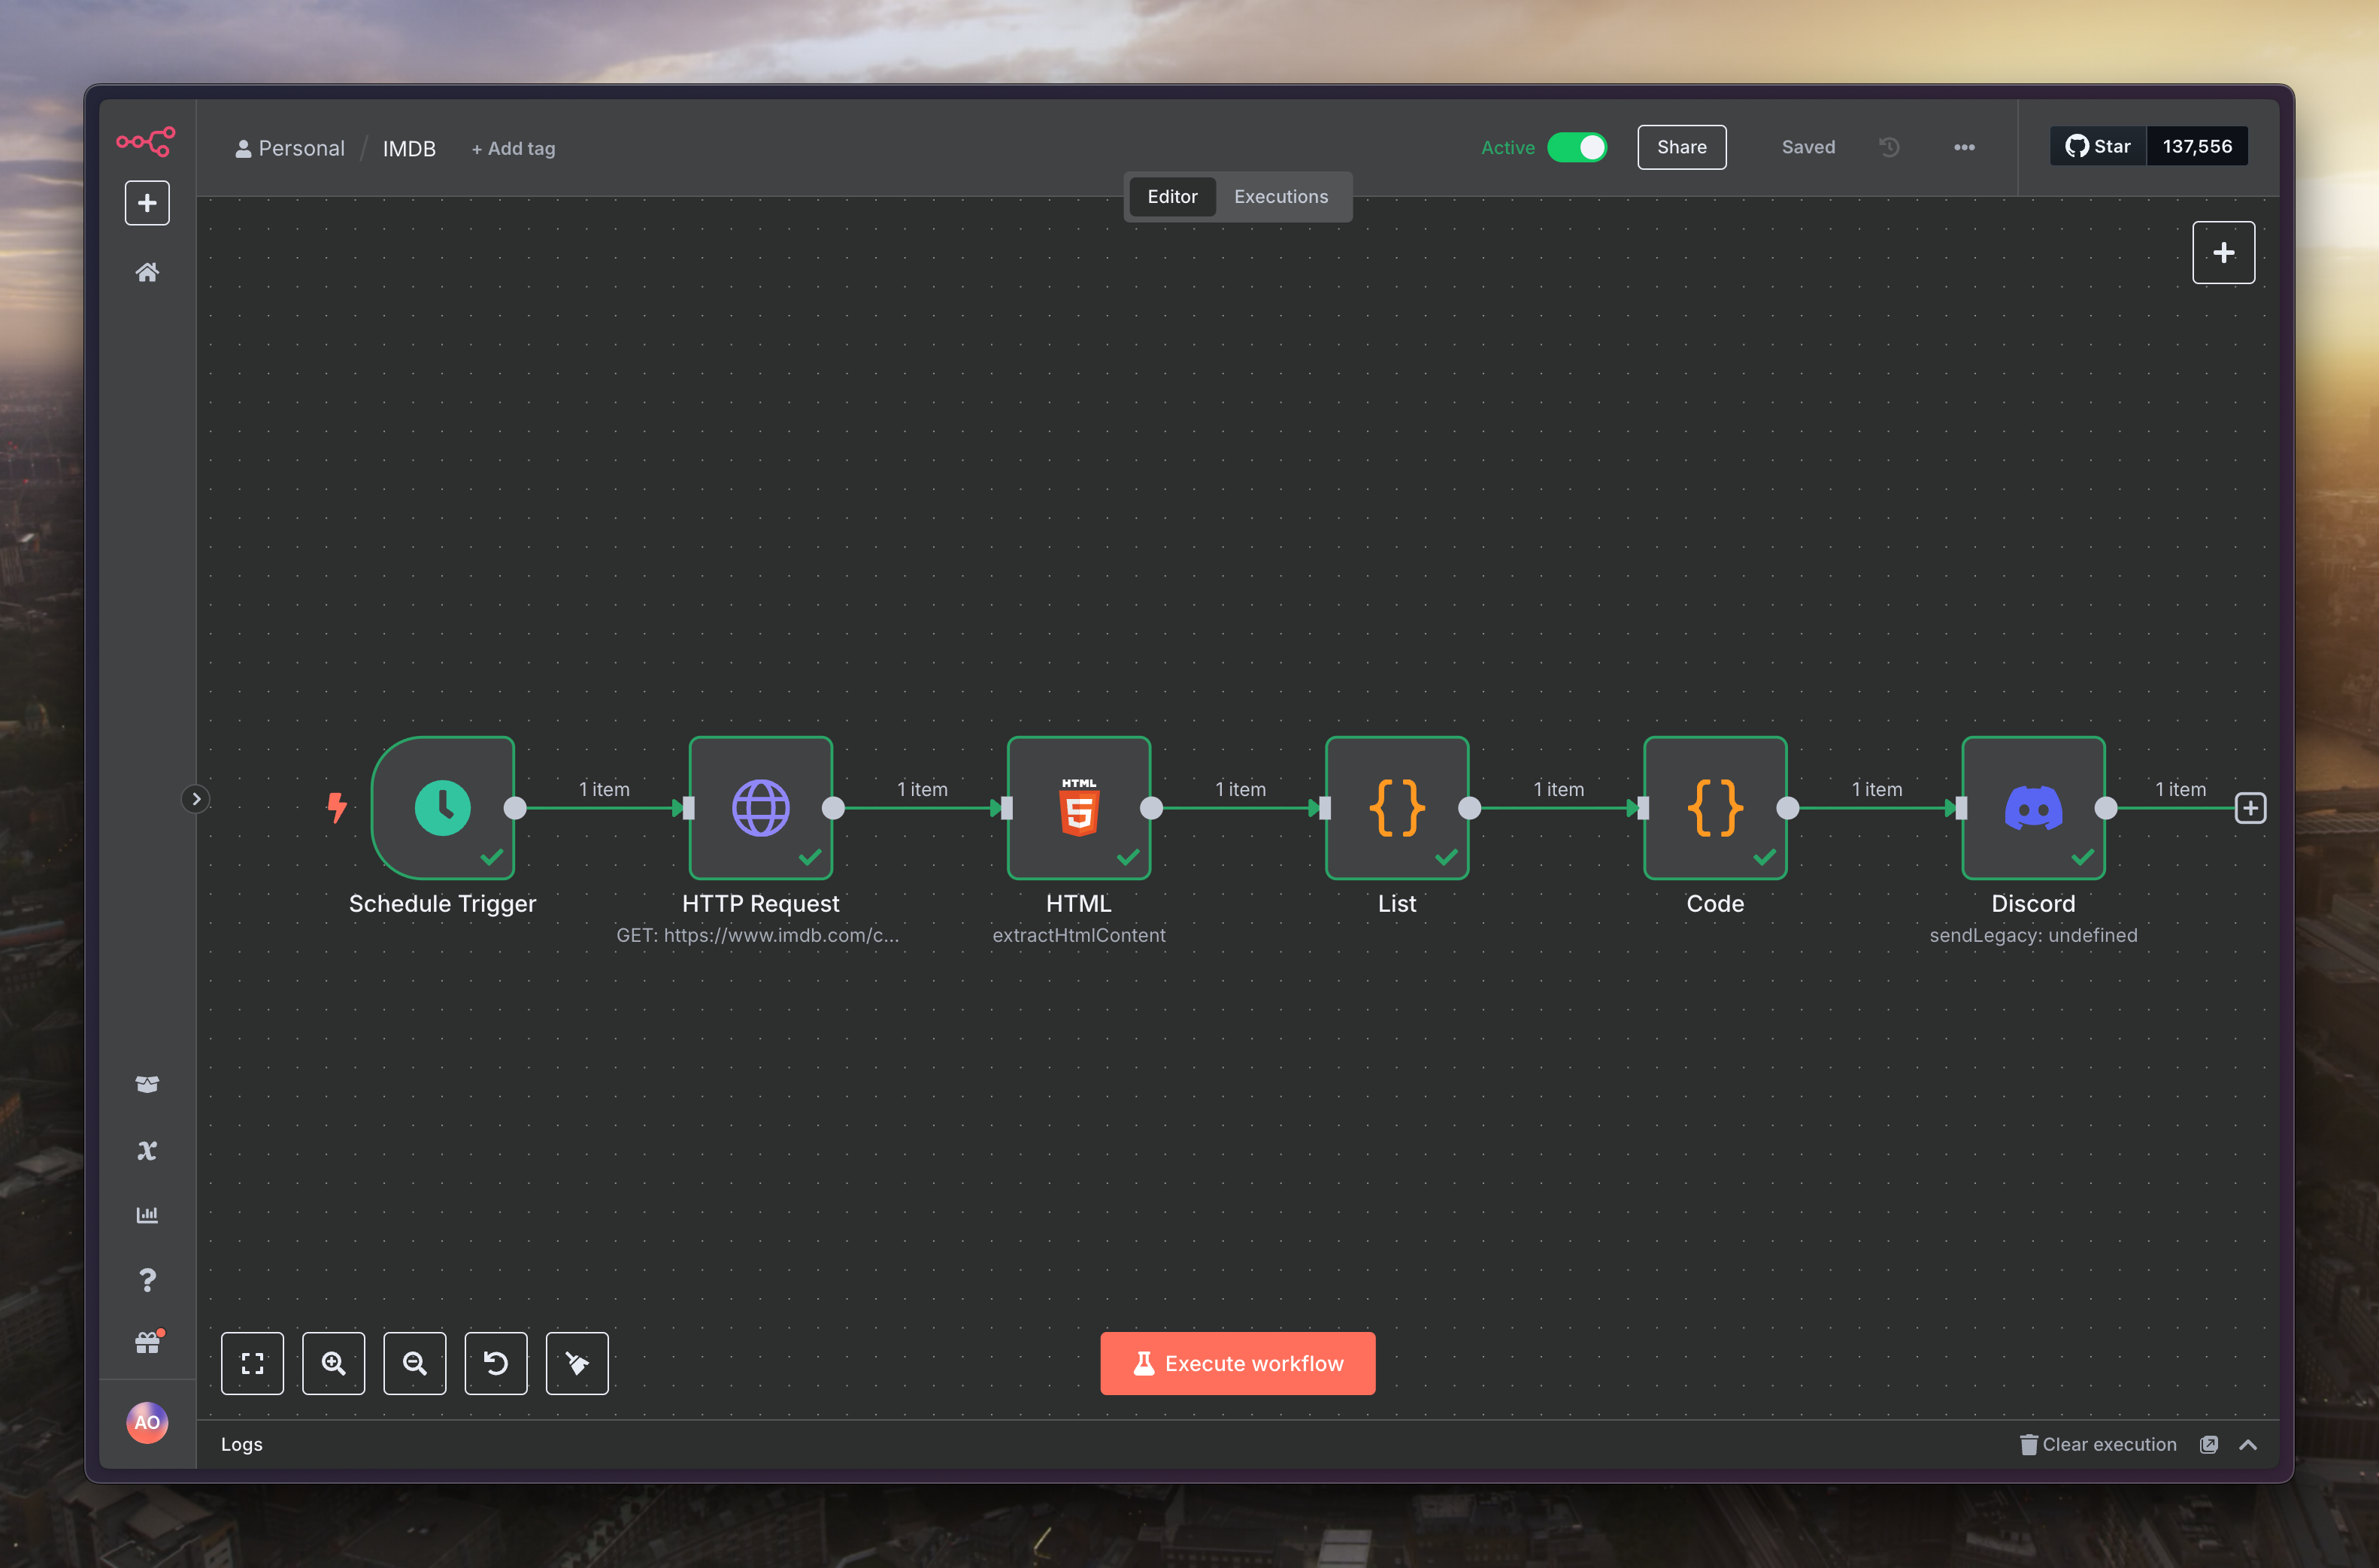 Personal / IMDB + Add tag
Active Share Saved ••• Star 137,556
Editor Executions
1 item 1 item 1 item 1 item 1 item 1 item
HTML
5
Schedule Trigger HTTP Request HTML List Code Discord
GET: https://www.imdb.com/c... extractHtmlContent sendLegacy: undefined
Execute workflow
AO
Logs Clear execution